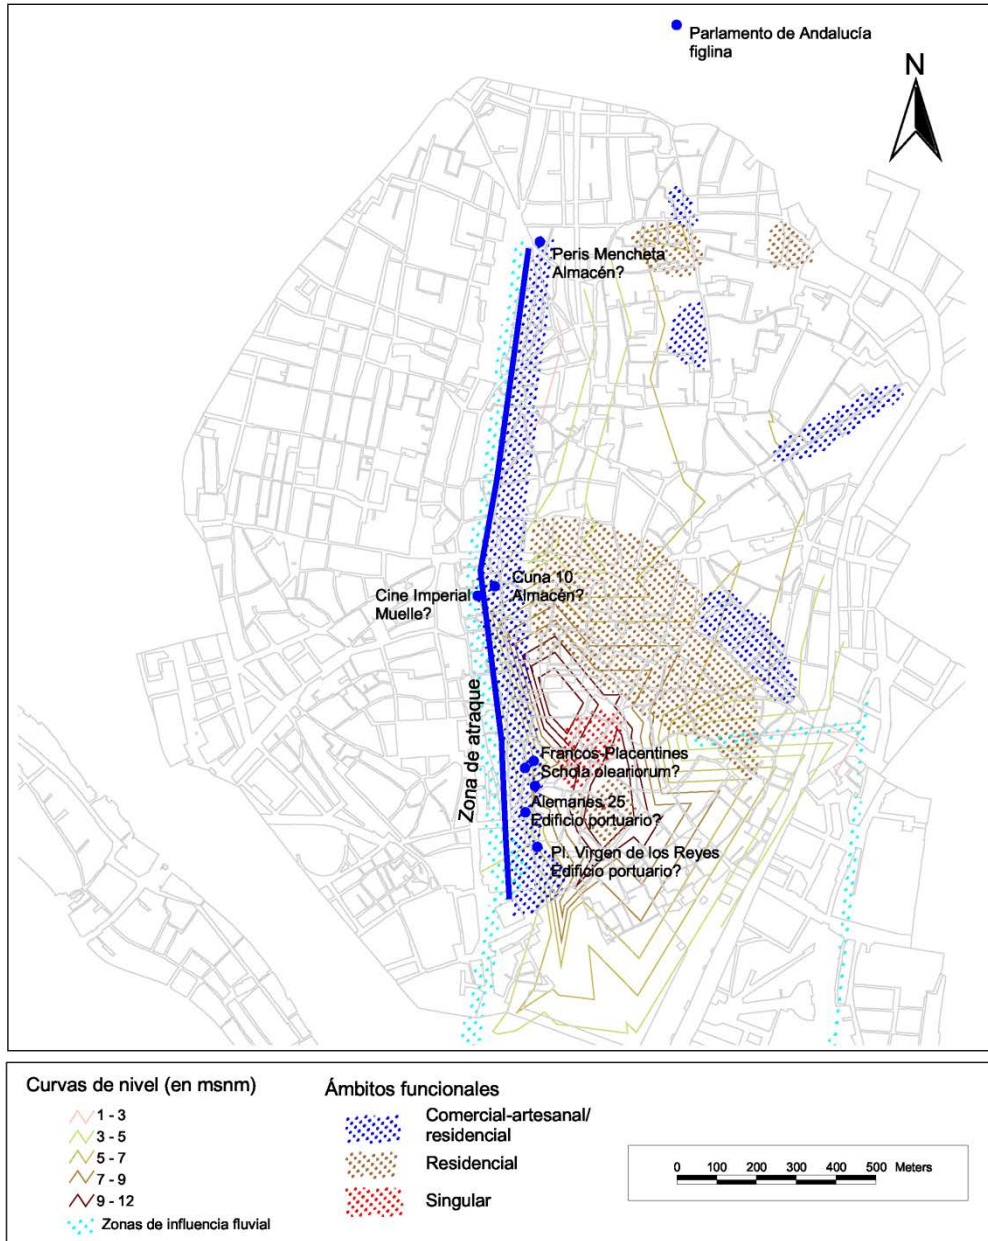 Parlamento de Andalucía
figlina
N
Peris Mencheta
Almacén?
Cuna 10
Almacén?
Cine Imperial
Muelle?
Zona de atraque
Francos-Placentines
Schola oleariorum?
Alemanes 25
Edificio portuario?
Pl. Virgen de los Reyes
Edificio portuario?
Curvas de nivel (en msnm)
1 - 3
3 - 5
5 - 7
7 - 9
9 - 12
Zonas de influencia fluvial
Ámbitos funcionales
Comercial-artesanal/
residencial
Residencial
Singular
0 100 200 300 400 500 Meters